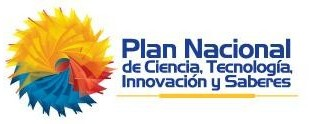 Plan Nacional
de Ciencia, Tecnología,
Innovación y Saberes